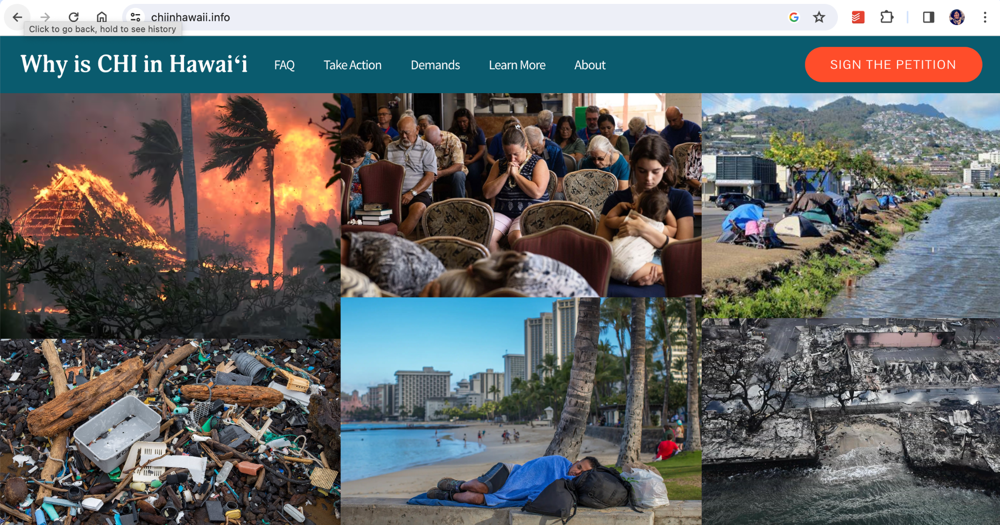 chiinhawaii.info
Click to go back, hold to see history
Why is CHI in Hawaiʻi
FAQ
Take Action
Demands
Learn More
About
SIGN THE PETITION